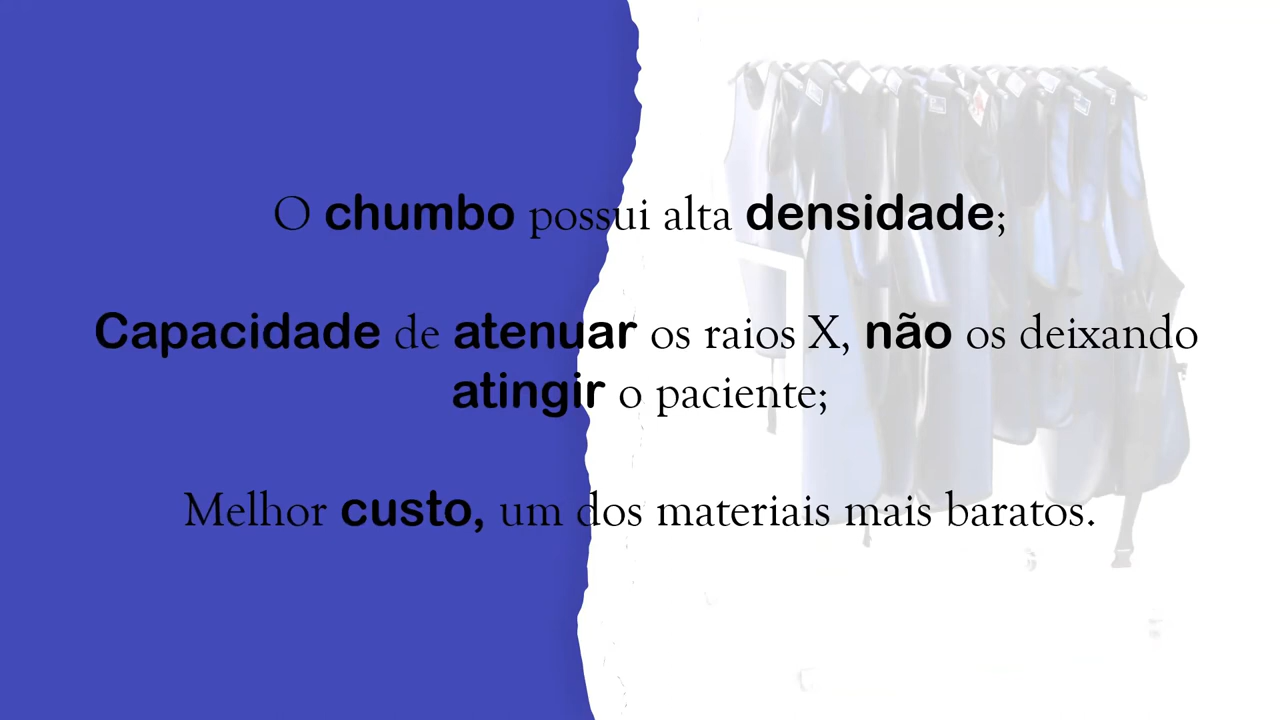 O chumbo possui alta densidade;
Capacidade de atenuar os raios X, não os deixando
atingir o paciente;
Melhor custo, um dos materiais mais baratos.